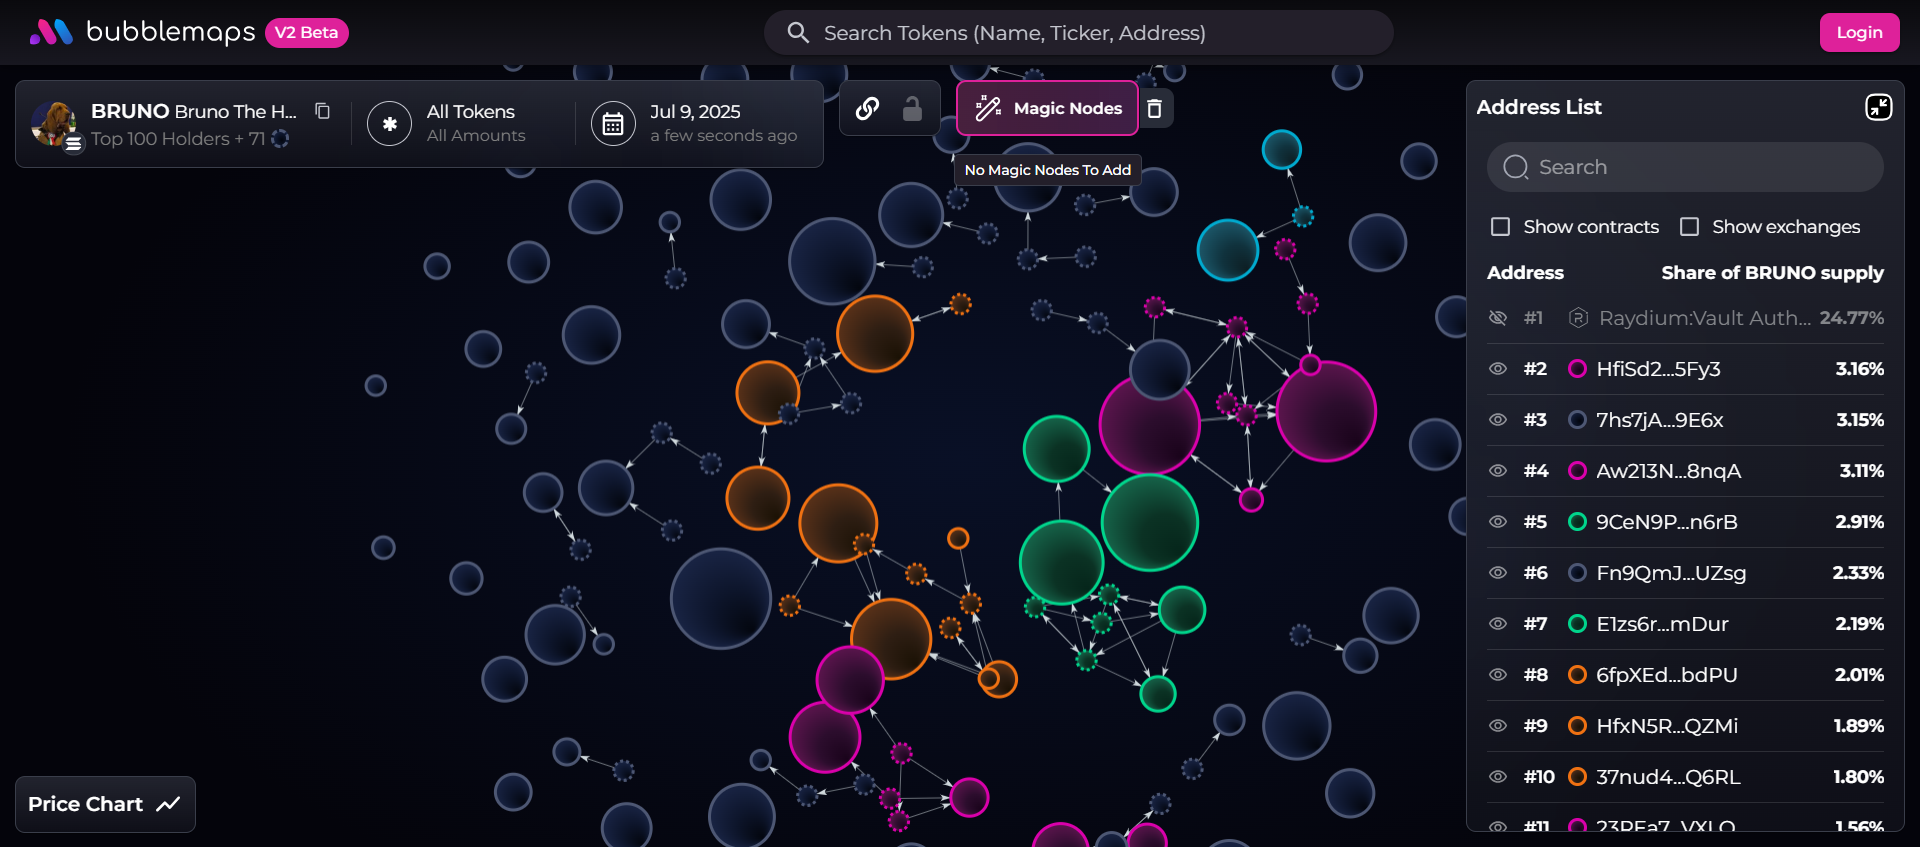 bubblemaps V2 Beta
Search Tokens (Name, Ticker, Address)
Login
BRUNO Bruno The H...
Top 100 Holders + 71
All Tokens
All Amounts
Jul 9, 2025
a few seconds ago
Magic Nodes
No Magic Nodes To Add
Address List
Search
Show contracts
Show exchanges
Address Share of BRUNO supply
#1 Raydium:Vault Auth... 24.77%
#2 HfiSd2...5Fy3 3.16%
#3 7hs7jA...9E6x 3.15%
#4 Aw213N...8nqA 3.11%
#5 9CeN9P...n6rB 2.91%
#6 Fn9QmJ...UZsg 2.33%
#7 E1zs6r...mDur 2.19%
#8 6fpXEd...bdPU 2.01%
#9 HfxN5R...QZMi 1.89%
#10 37nud4...Q6RL 1.80%
#11 1.56%
Price Chart